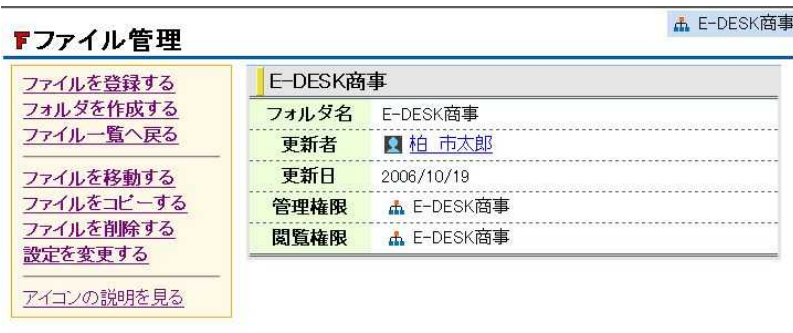 E-DESK商事
ファイル管理
ファイルを登録する
フォルダを作成する
ファイル一覧へ戻る
ファイルを移動する
ファイルをコピーする
ファイルを削除する
設定を変更する
アイコンの説明を見る
E-DESK商事
フォルダ名 E-DESK商事
更新者 柏 市太郎
更新日 2006/10/19
管理権限 E-DESK商事
閲覧権限 E-DESK商事